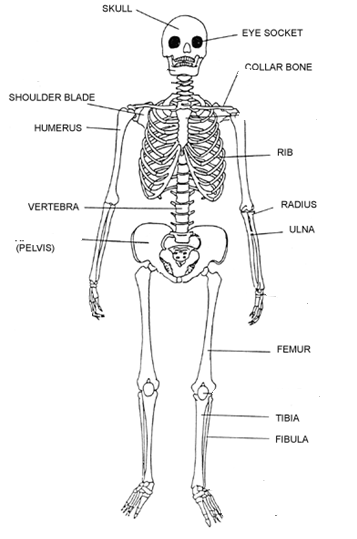 SKULL
EYE SOCKET
COLLAR BONE
SHOULDER BLADE
HUMERUS
RIB
VERTEBRA
RADIUS
ULNA
(PELVIS)
FEMUR
TIBIA
FIBULA